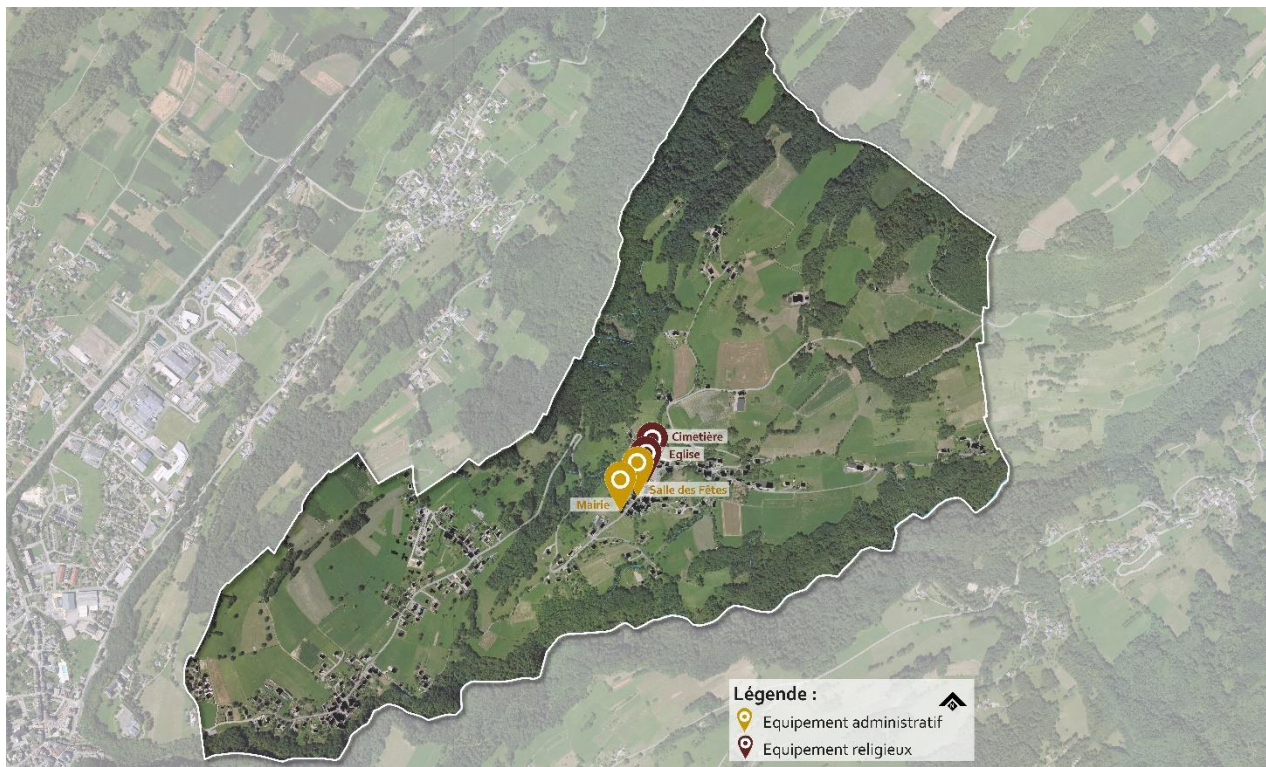 Cimetière
Eglise
Salle des Fêtes
Mairie
Légende :
Equipement administratif
Equipement religieux